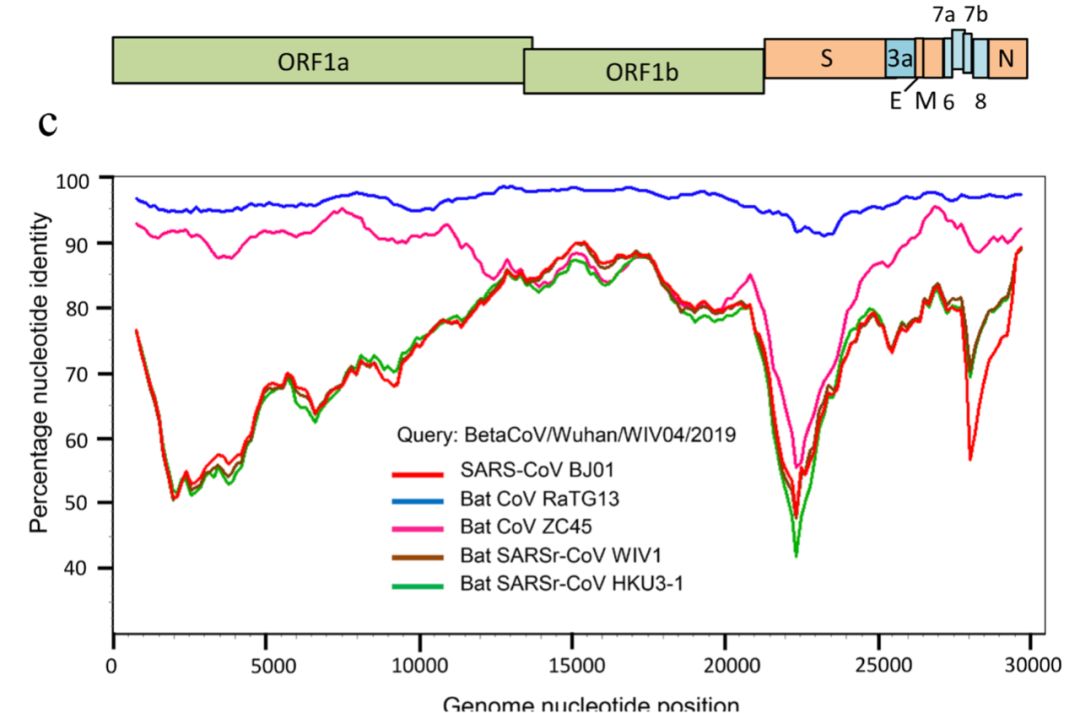 7a 7b
ORF1a
ORF1b
S
3a
N
E M 6 8
c
Percentage nucleotide identity
100
90
80
70
60
50
40
Query: BetaCoV/Wuhan/WIV04/2019
SARS-CoV BJ01
Bat CoV RaTG13
Bat CoV ZC45
Bat SARSr-CoV WIV1
Bat SARSr-CoV HKU3-1
0 5000 10000 15000 20000 25000 30000
Genome nucleotide position